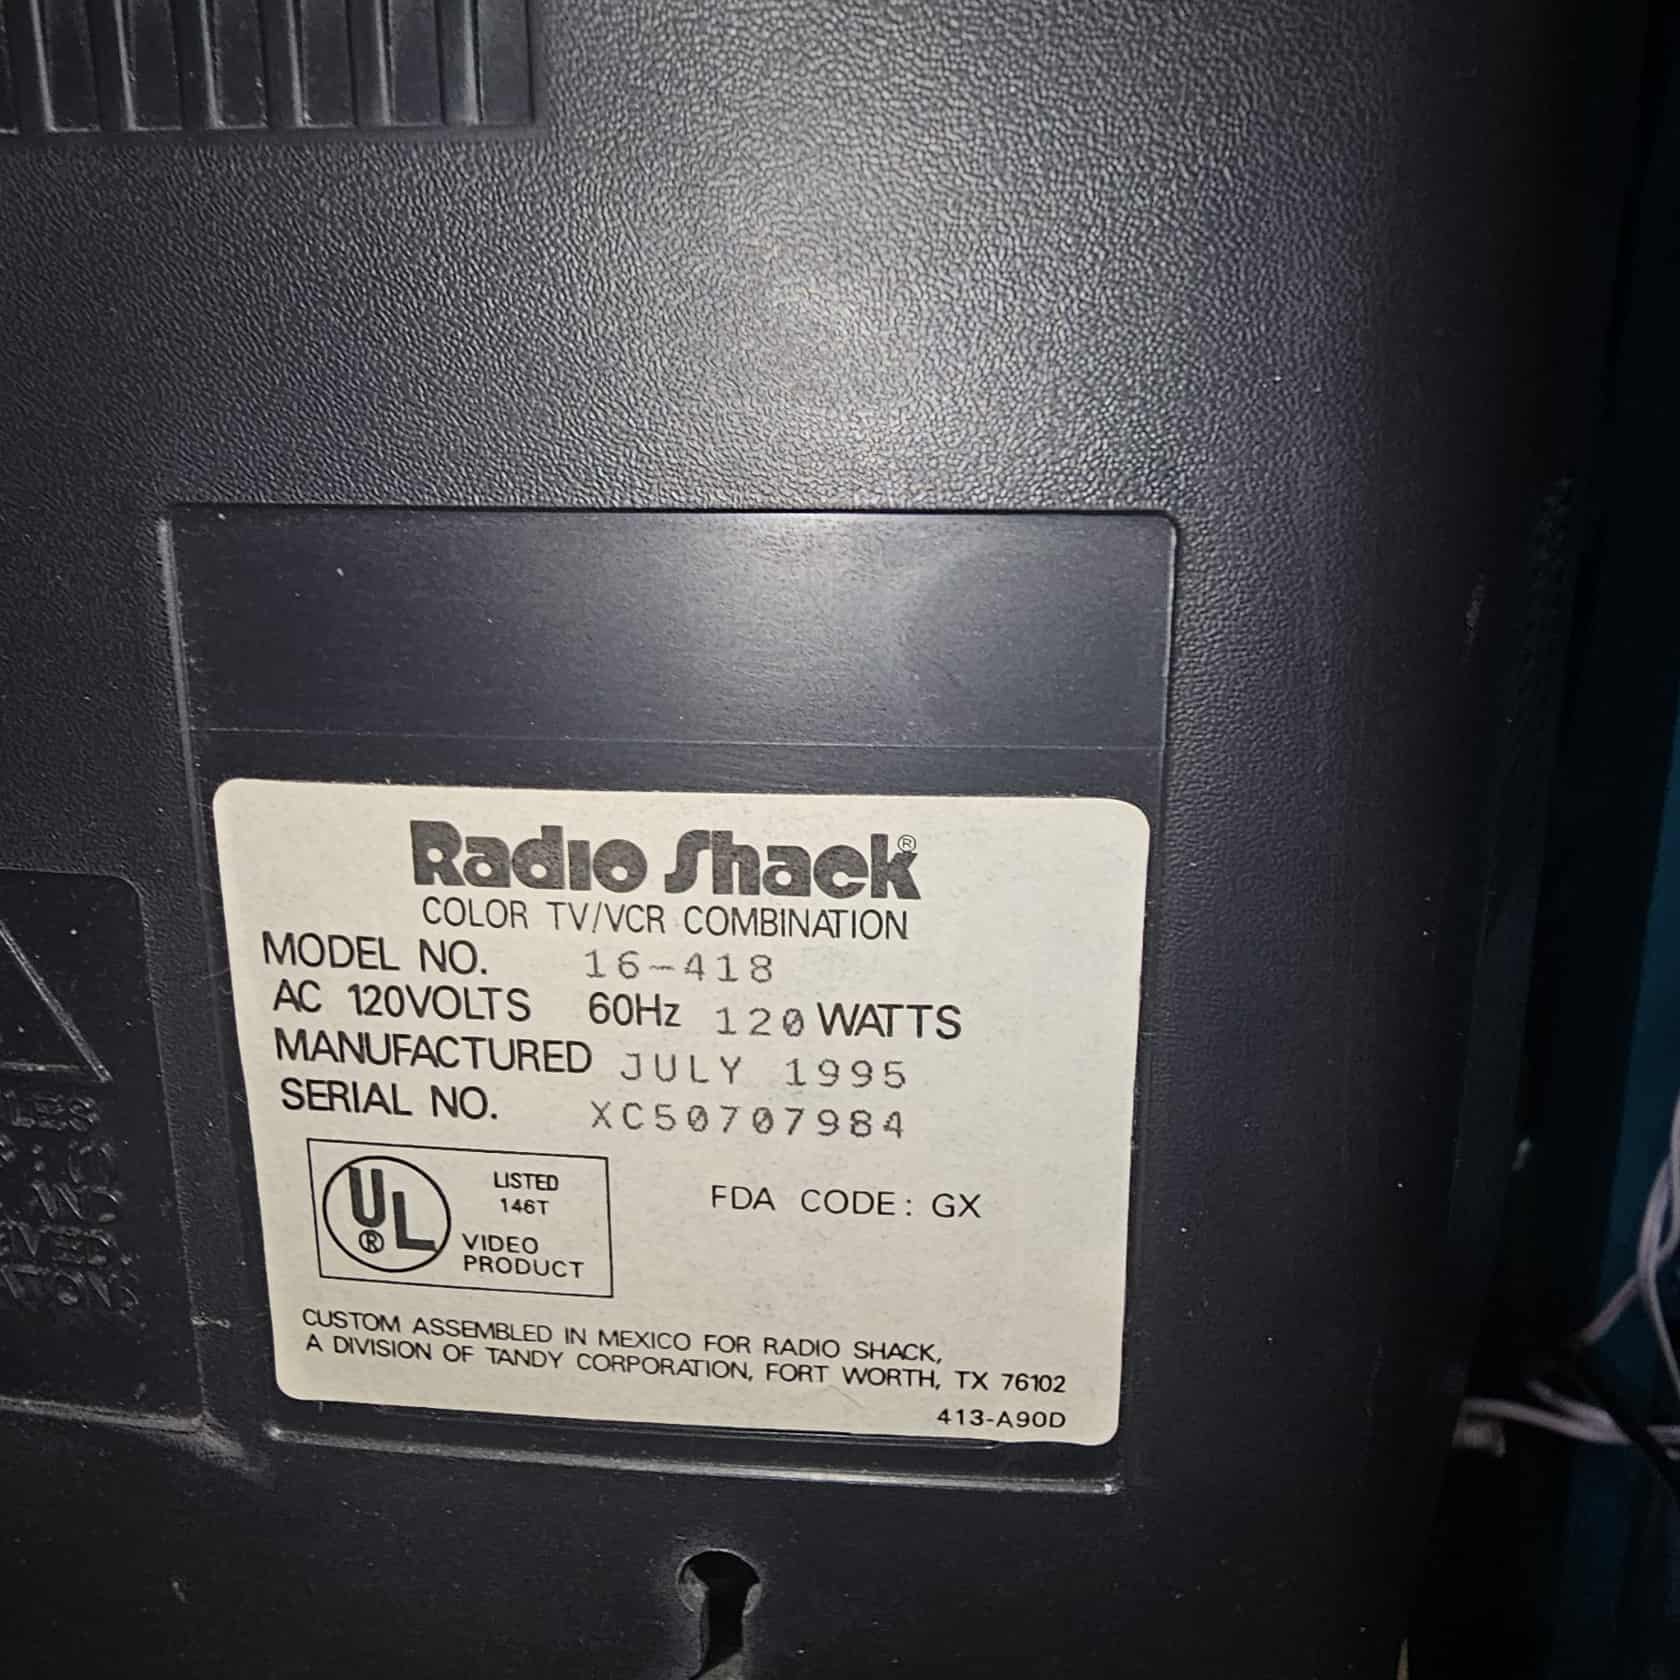 Radio Shack®
COLOR TV/VCR COMBINATION
MODEL NO. 16-418
AC 120VOLTS 60Hz 120 WATTS
MANUFACTURED JULY 1995
SERIAL NO. XC50707984
UL® LISTED
146T
VIDEO
PRODUCT
FDA CODE: GX
CUSTOM ASSEMBLED IN MEXICO FOR RADIO SHACK,
A DIVISION OF TANDY CORPORATION, FORT WORTH, TX 76102
413-A90D